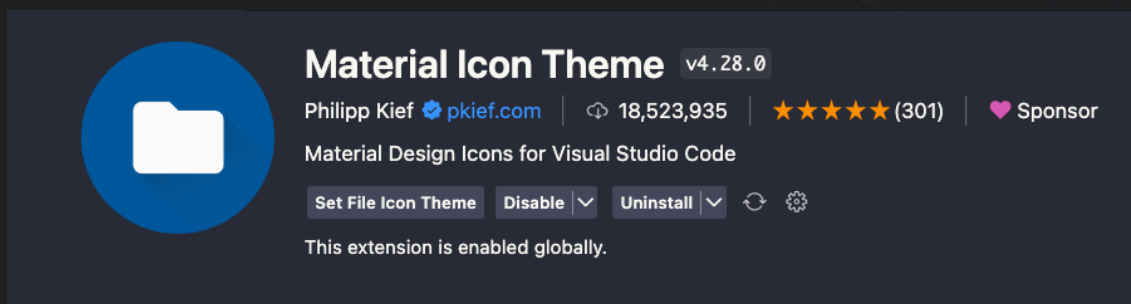 Material Icon Theme v4.28.0
Philipp Kief pkief.com 18,523,935 (301) Sponsor
Material Design Icons for Visual Studio Code
Set File Icon Theme Disable Uninstall
This extension is enabled globally.